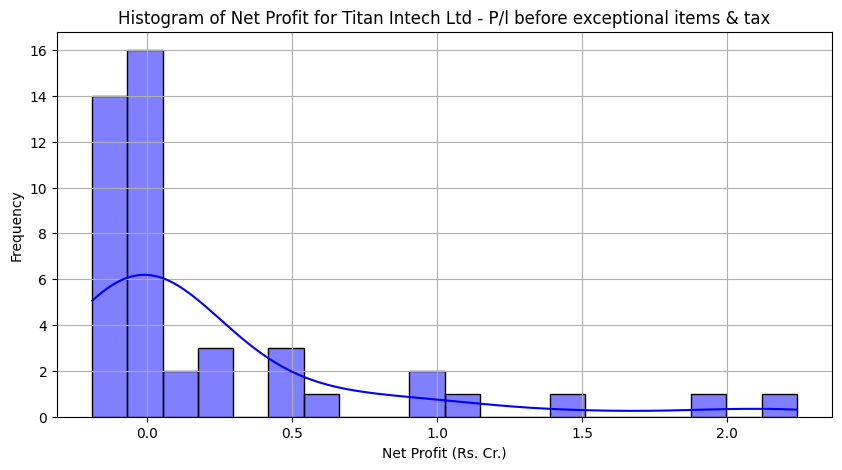 Histogram of Net Profit for Titan Intech Ltd - P/l before exceptional items & tax
16
14
12
10
8
6
4
2
0
Frequency
0.0 0.5 1.0 1.5 2.0
Net Profit (Rs. Cr.)